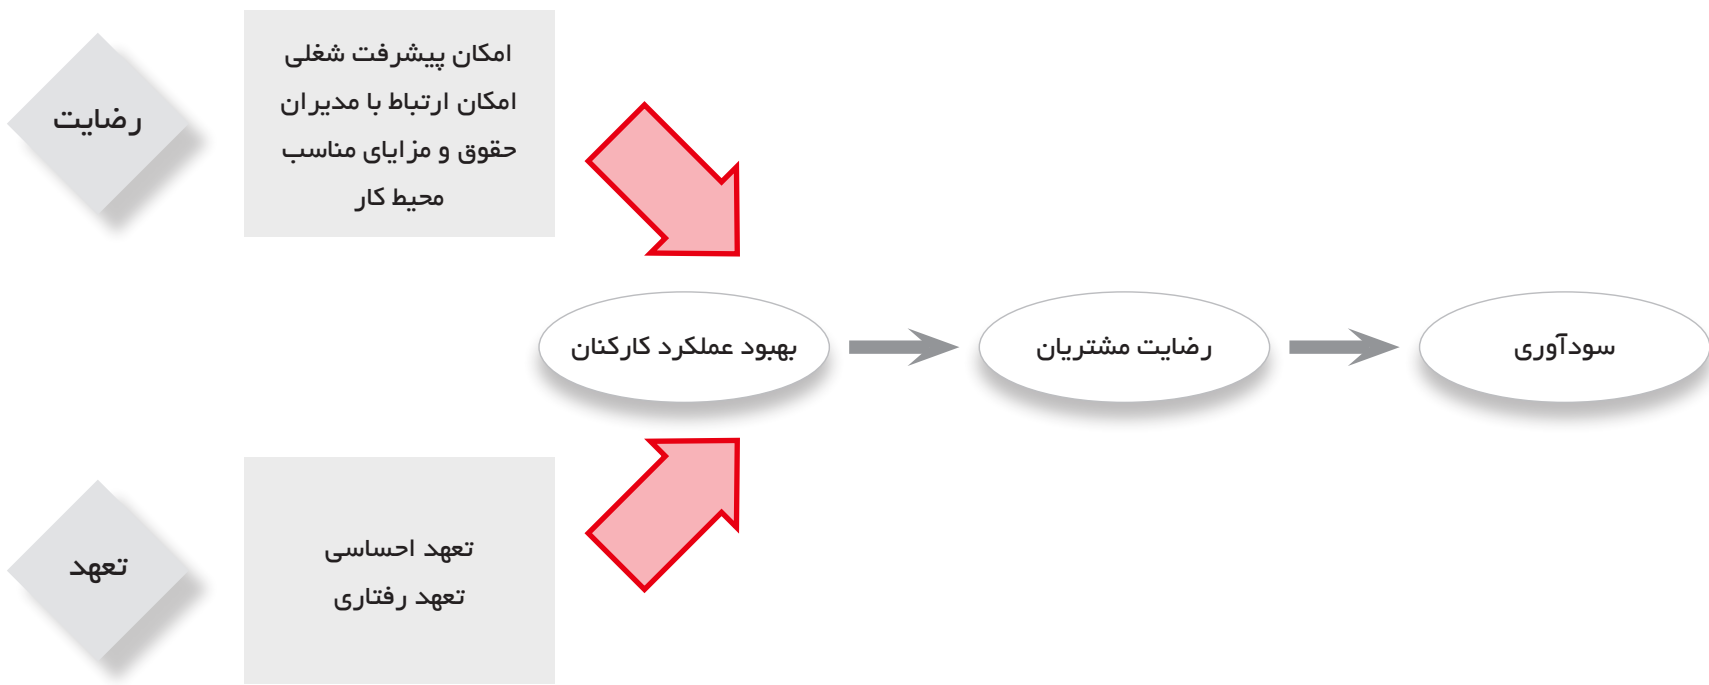 رضایت
امکان پیشرفت شغلی
امکان ارتباط با مدیران
حقوق و مزایای مناسب
محیط کار
بهبود عملکرد کارکنان
رضایت مشتریان
سودآوری
تعهد
تعهد احساسی
تعهد رفتاری